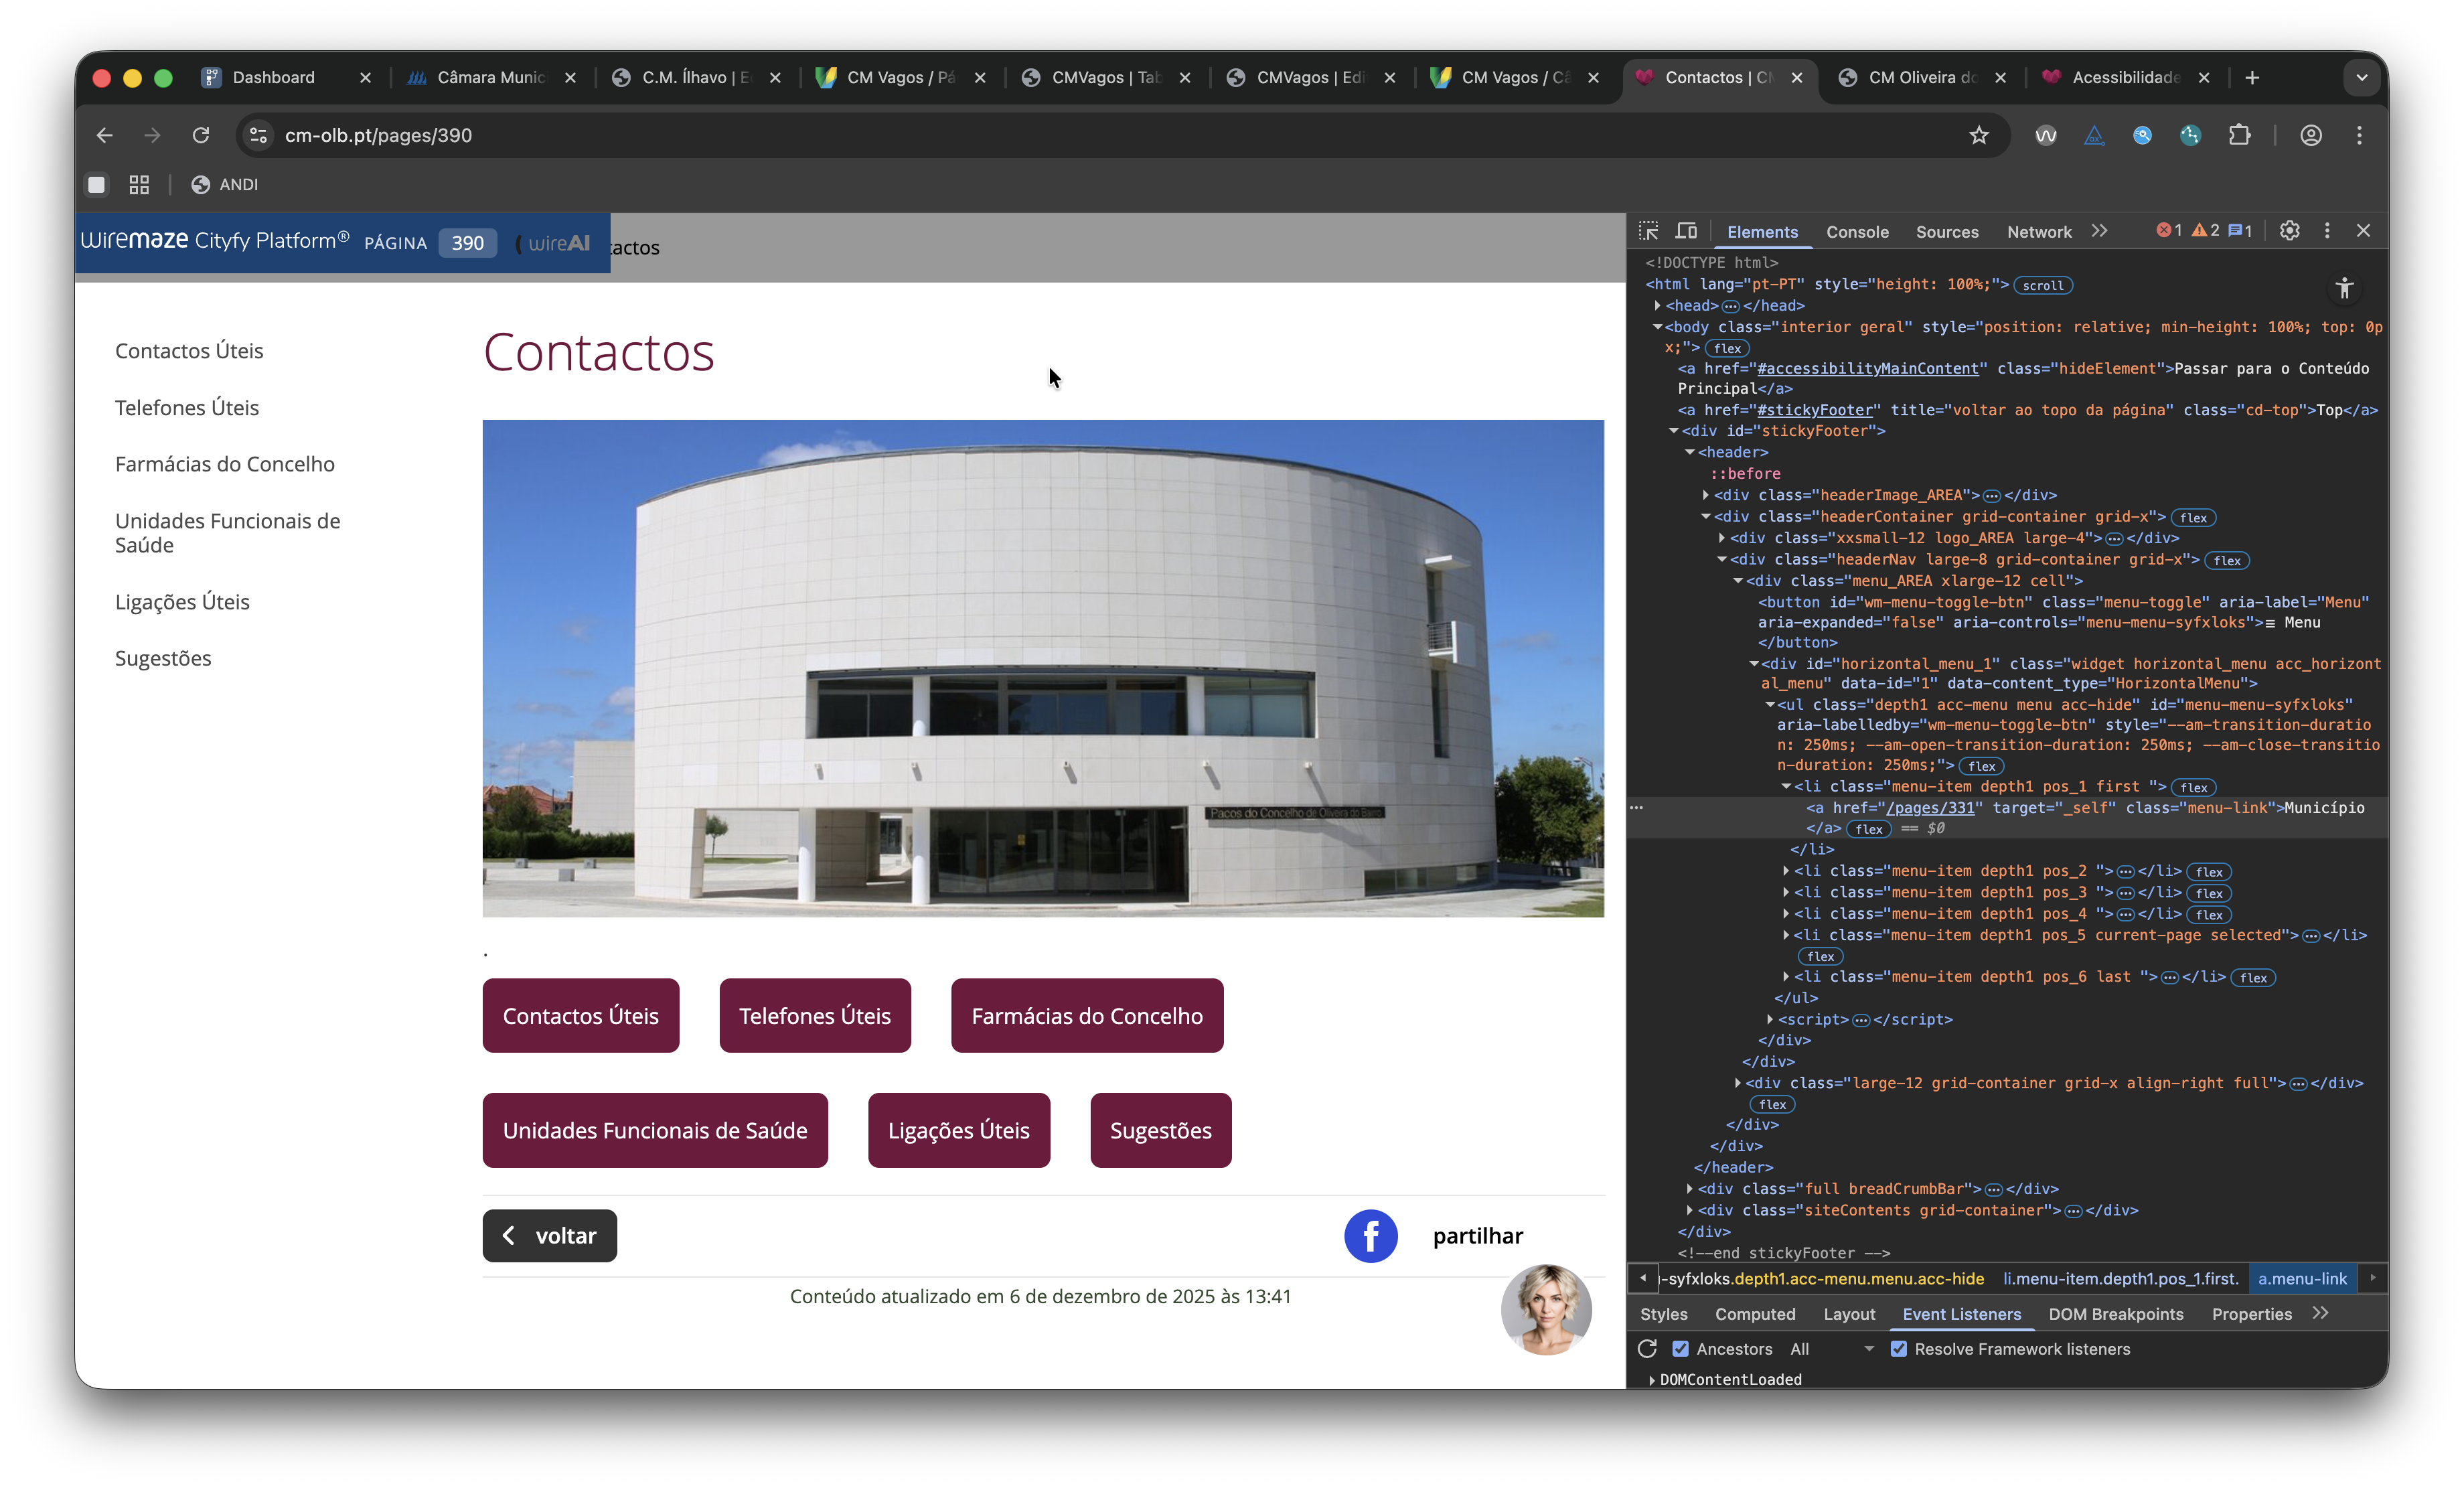 Dashboard
Câmara Munic
C.M. Ílhavo | E
CM Vagos / Pá
CMVagos | Tab
CMVagos | Edi
CM Vagos / Câ
Contactos | CM
CM Oliveira do
Acessibilidade
cm-olb.pt/pages/390
ANDI
wiremaze Cityfy Platform® PÁGINA 390 ( wireAI
tactos
Contactos Úteis
Telefones Úteis
Farmácias do Concelho
Unidades Funcionais de
Saúde
Ligações Úteis
Sugestões
Contactos
Paços do Concelho de Oliveira do Bairro
.
Contactos Úteis
Telefones Úteis
Farmácias do Concelho
Unidades Funcionais de Saúde
Ligações Úteis
Sugestões
voltar
partilhar
Conteúdo atualizado em 6 de dezembro de 2025 às 13:41
Elements Console Sources Network 1 2 1
<!DOCTYPE html>
<html lang="pt-PT" style="height: 100%;"> scroll
<head> ⋯ </head>
<body class="interior geral" style="position: relative; min-height: 100%; top: 0p
x;"> flex
<a href="#accessibilityMainContent" class="hideElement">Passar para o Conteúdo
Principal</a>
<a href="#stickyFooter" title="voltar ao topo da página" class="cd-top">Top</a>
<div id="stickyFooter">
<header>
::before
<div class="headerImage_AREA"> ⋯ </div>
<div class="headerContainer grid-container grid-x"> flex
<div class="xxsmall-12 logo_AREA large-4"> ⋯ </div>
<div class="headerNav large-8 grid-container grid-x"> flex
<div class="menu_AREA xlarge-12 cell">
<button id="wm-menu-toggle-btn" class="menu-toggle" aria-label="Menu"
aria-expanded="false" aria-controls="menu-menu-syfxloks">≡ Menu
</button>
<div id="horizontal_menu_1" class="widget horizontal_menu acc_horizont
al_menu" data-id="1" data-content_type="HorizontalMenu">
<ul class="depth1 acc-menu menu acc-hide" id="menu-menu-syfxloks"
aria-labelledby="wm-menu-toggle-btn" style="--am-transition-duratio
n: 250ms; --am-open-transition-duration: 250ms; --am-close-transitio
n-duration: 250ms;"> flex
<li class="menu-item depth1 pos_1 first "> flex
<a href="/pages/331" target="_self" class="menu-link">Município
</a> flex == $0
</li>
<li class="menu-item depth1 pos_2 "> ⋯ </li> flex
<li class="menu-item depth1 pos_3 "> ⋯ </li> flex
<li class="menu-item depth1 pos_4 "> ⋯ </li> flex
<li class="menu-item depth1 pos_5 current-page selected"> ⋯ </li>
flex
<li class="menu-item depth1 pos_6 last "> ⋯ </li> flex
</ul>
<script> ⋯ </script>
</div>
</div>
<div class="large-12 grid-container grid-x align-right full"> ⋯ </div>
flex
</div>
</div>
</header>
<div class="full breadCrumbBar"> ⋯ </div>
<div class="siteContents grid-container"> ⋯ </div>
</div>
<!--end stickyFooter -->
-syfxloks.depth1.acc-menu.menu.acc-hide li.menu-item.depth1.pos_1.first. a.menu-link
Styles Computed Layout Event Listeners DOM Breakpoints Properties
Ancestors All Resolve Framework listeners
DOMContentLoaded